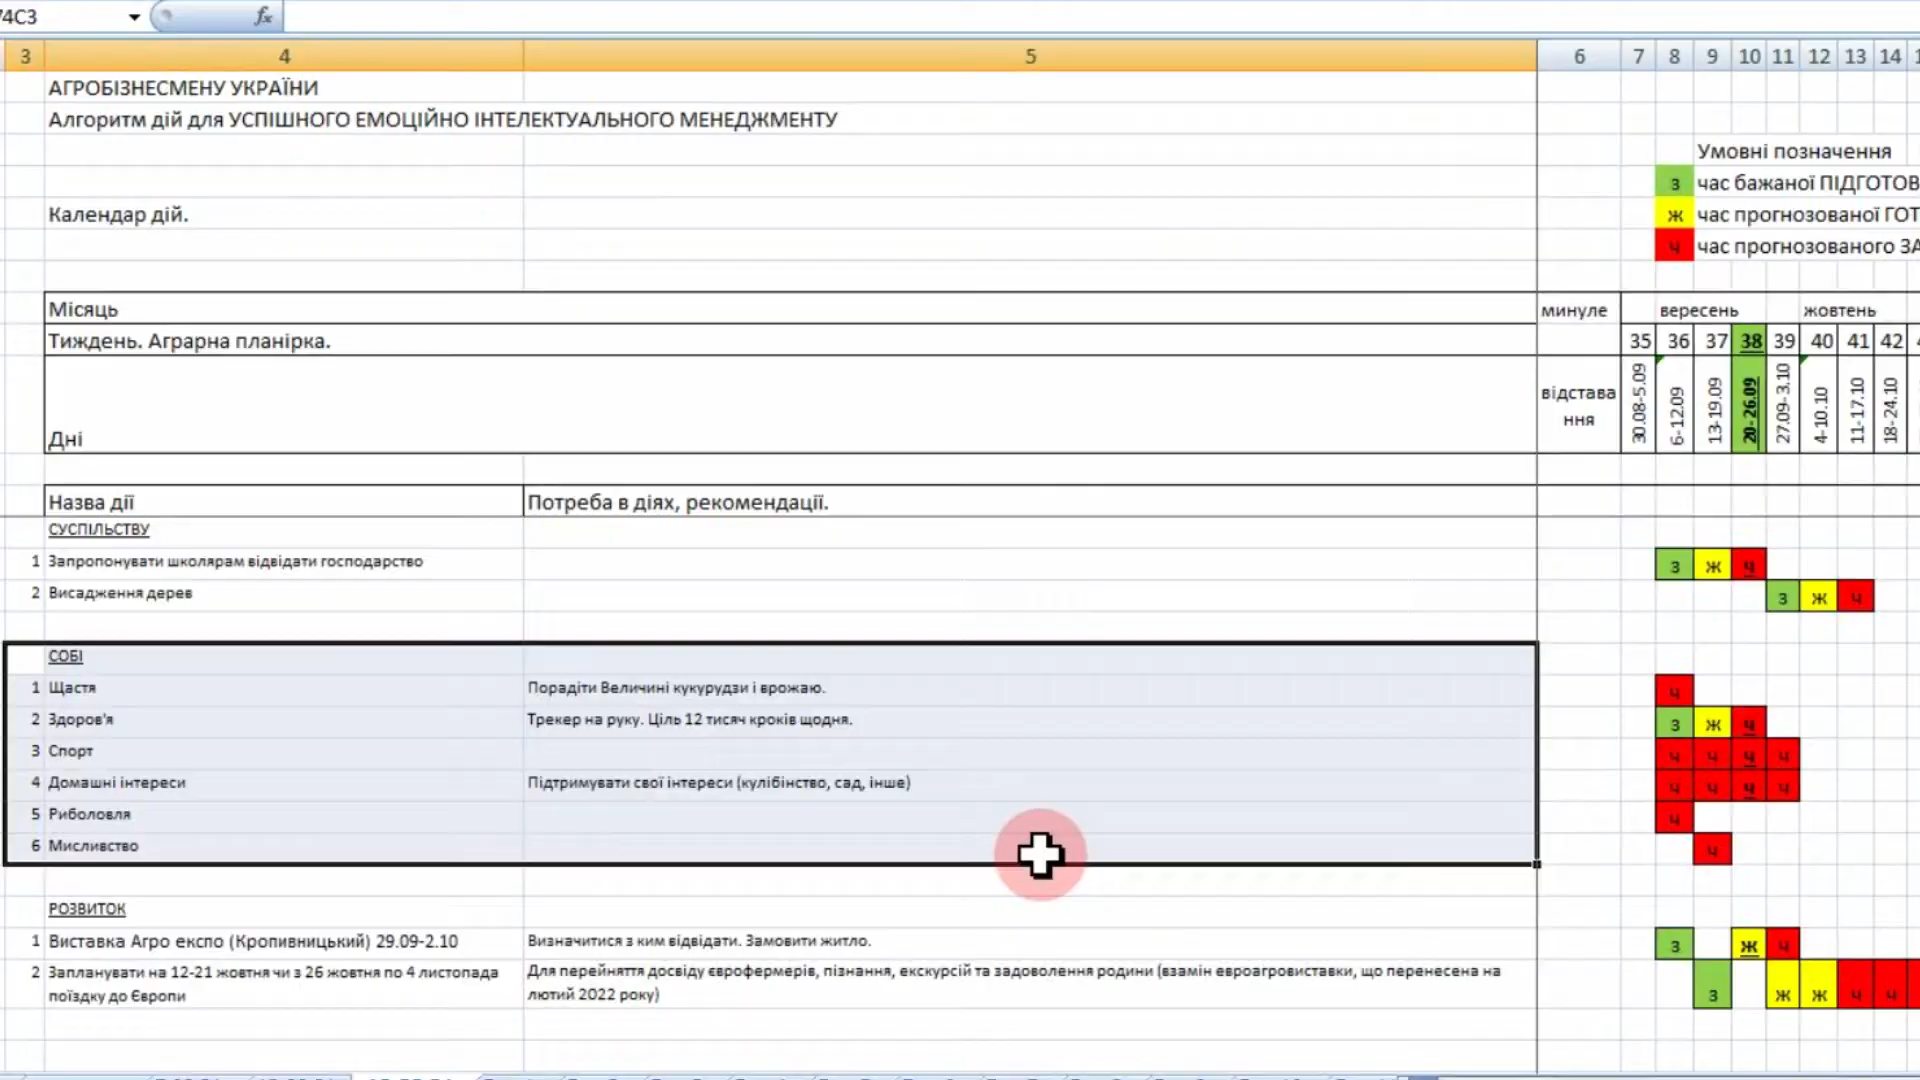 74C3 fx
3 4 5 6 7 8 9 10 11 12 13 14
АГРОБІЗНЕСМЕНУ УКРАЇНИ
Алгоритм дій для УСПІШНОГО ЕМОЦІЙНО ІНТЕЛЕКТУАЛЬНОГО МЕНЕДЖМЕНТУ
Умовні позначення
з час бажаної ПІДГОТОВ
Календар дій.
ж час прогнозованої ГОТ
ч час прогнозованого ЗА
Місяць минуле вересень жовтень
Тиждень. Аграрна планірка. 35 36 37 38 39 40 41 42
Дні відставання 30.08-5.09 6-12.09 13-19.09 20-26.09 27.09-3.10 4-10.10 11-17.10 18-24.10
Назва дії Потреба в діях, рекомендації.
СУСПІЛЬСТВУ
1 Запропонувати школярам відвідати господарство з ж ч
2 Висадження дерев з ж ч
СОБІ
1 Щастя Порадіти Величині кукурудзи і врожаю. ч
2 Здоров'я Трекер на руку. Ціль 12 тисяч кроків щодня. з ж ч
3 Спорт ч ч ч ч
4 Домашні інтереси Підтримувати свої інтереси (кулібінство, сад, інше) ч ч ч ч
5 Риболовля ч
6 Мисливство ч
РОЗВИТОК
1 Виставка Агро експо (Кропивницький) 29.09-2.10 Визначитися з ким відвідати. Замовити житло. з ж ч
2 Запланувати на 12-21 жовтня чи з 26 жовтня по 4 листопада Для перейняття досвіду єврофермерів, пізнання, екскурсій та задоволення родини (взамін евроагровиставки, що перенесена на
поїздку до Європи лютий 2022 року) з ж ж ч ч